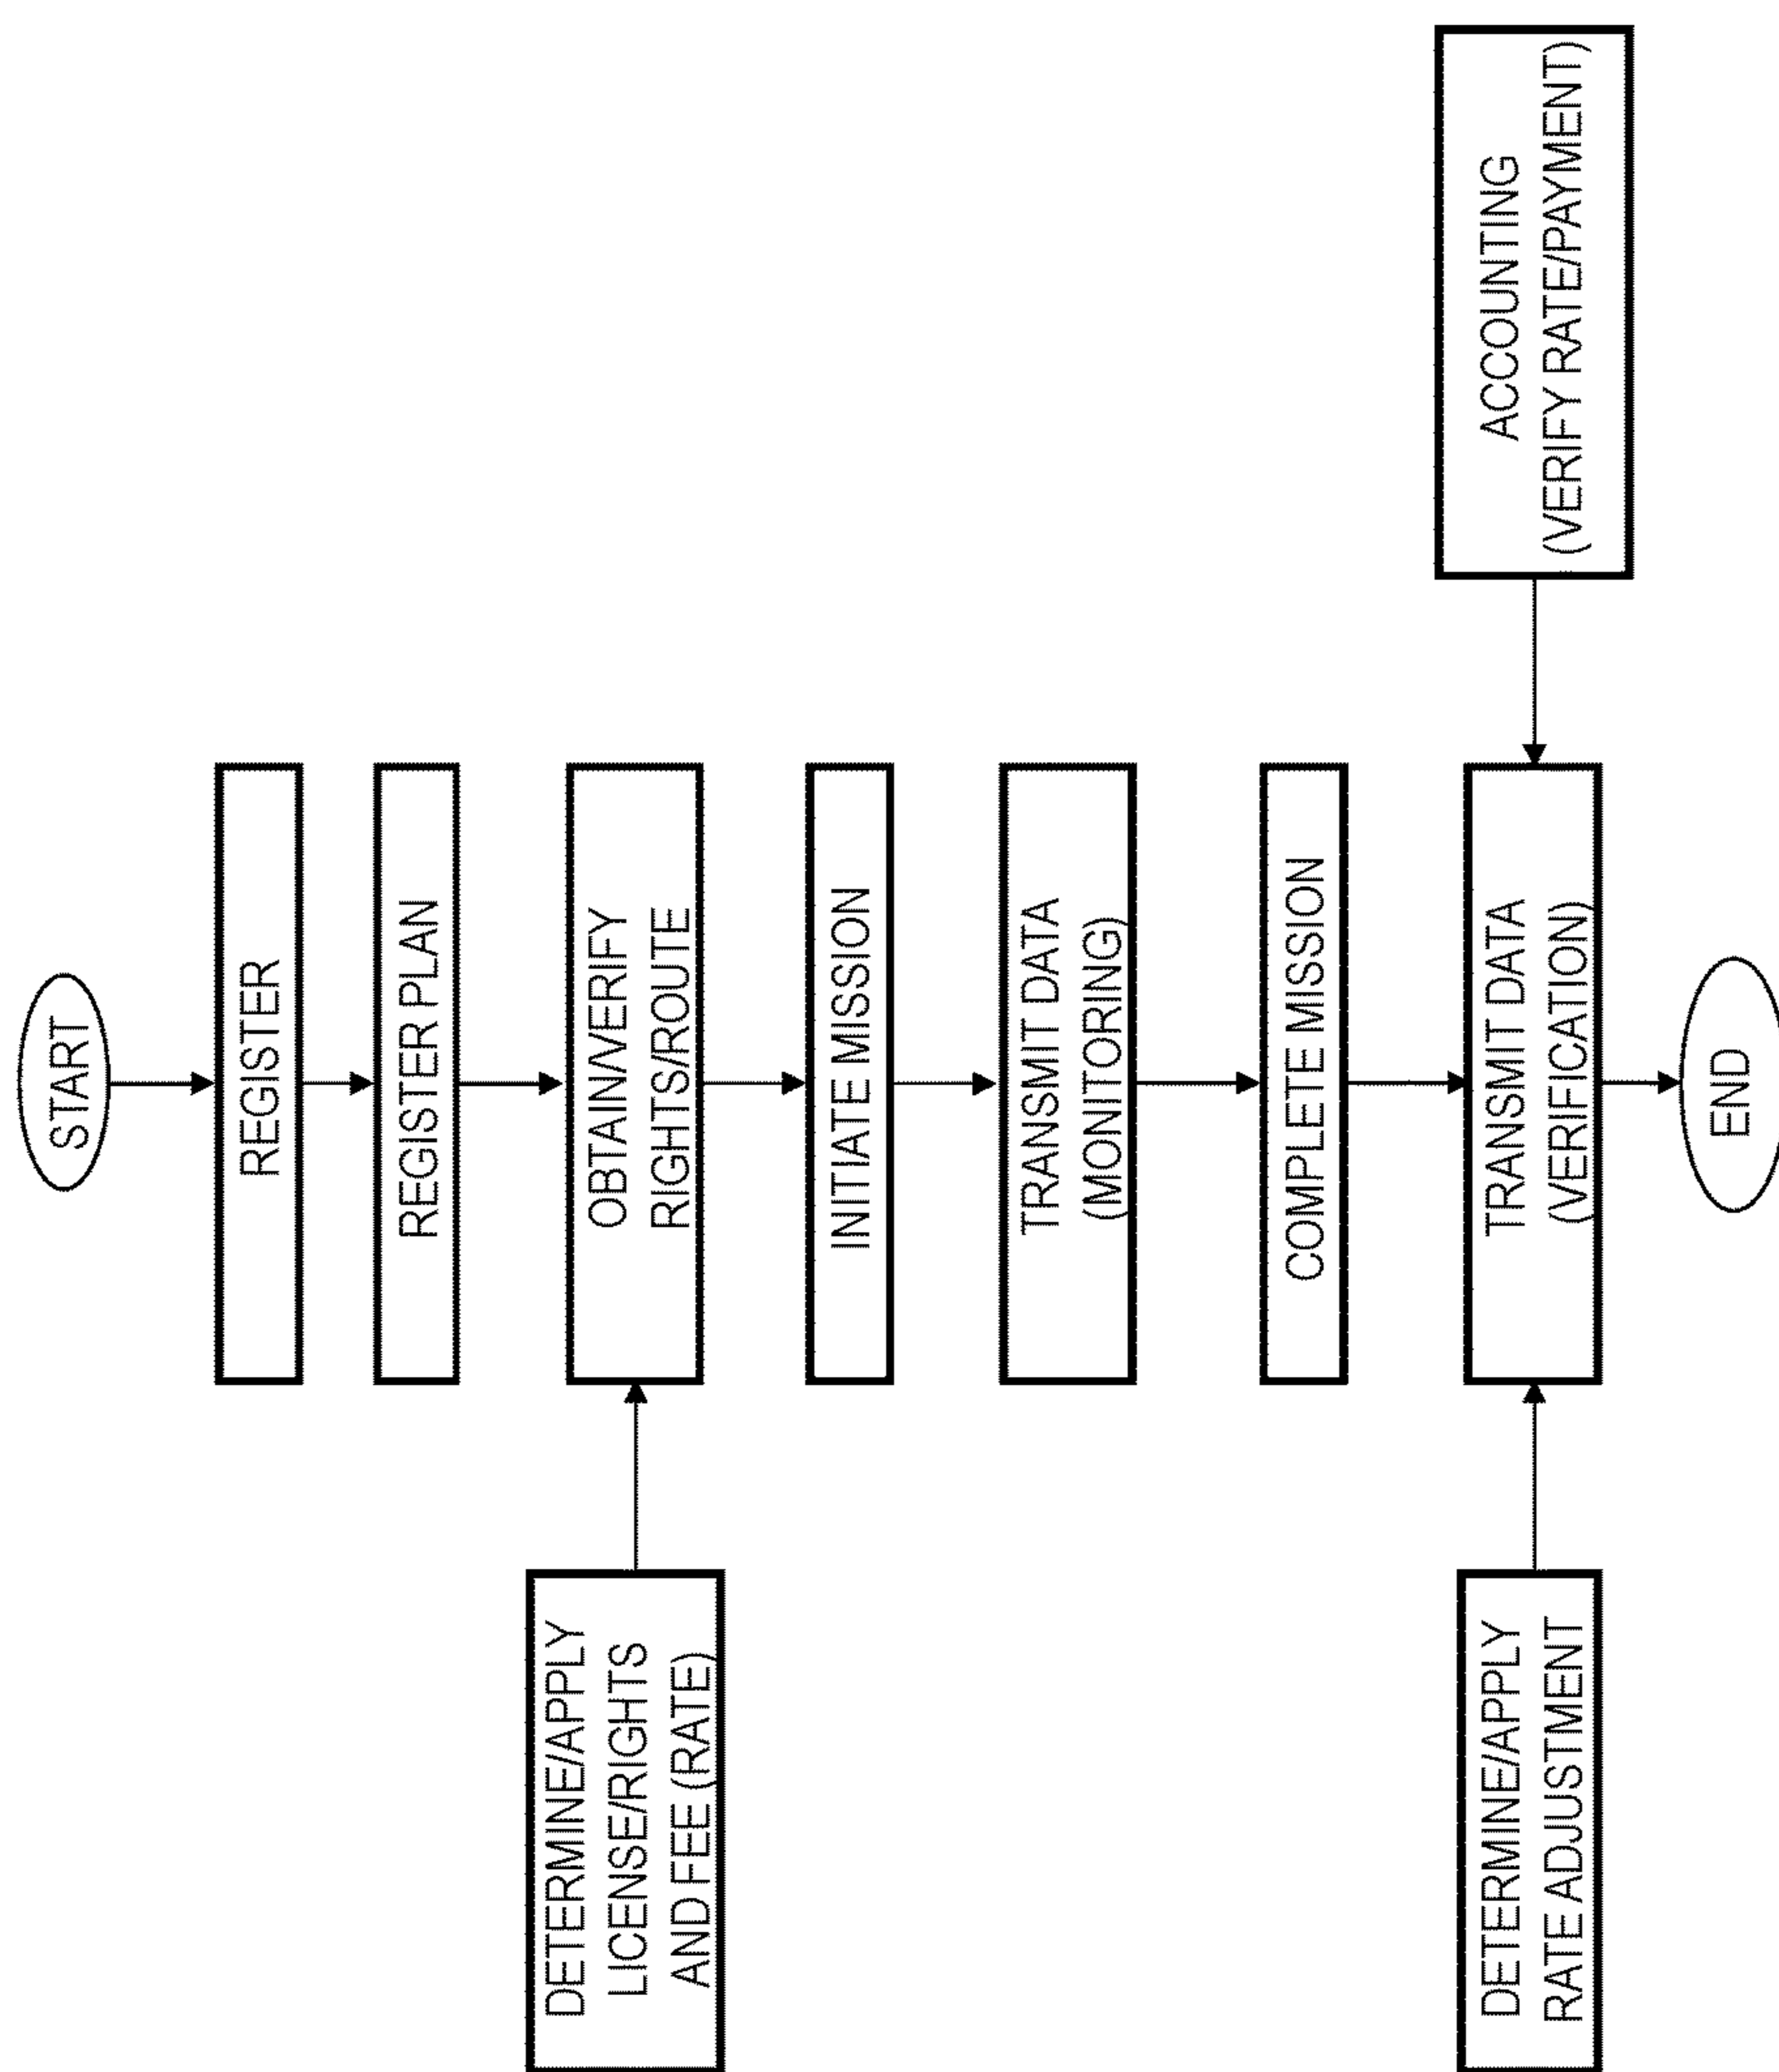 START
REGISTER
REGISTER PLAN
DETERMINE/APPLY
LICENSE/RIGHTS
AND FEE (RATE)
OBTAIN/VERIFY
RIGHTS/ROUTE
INITIATE MISSION
TRANSMIT DATA
(MONITORING)
COMPLETE MISSION
DETERMINE/APPLY
RATE ADJUSTMENT
TRANSMIT DATA
(VERIFICATION)
ACCOUNTING
(VERIFY RATE/PAYMENT)
END